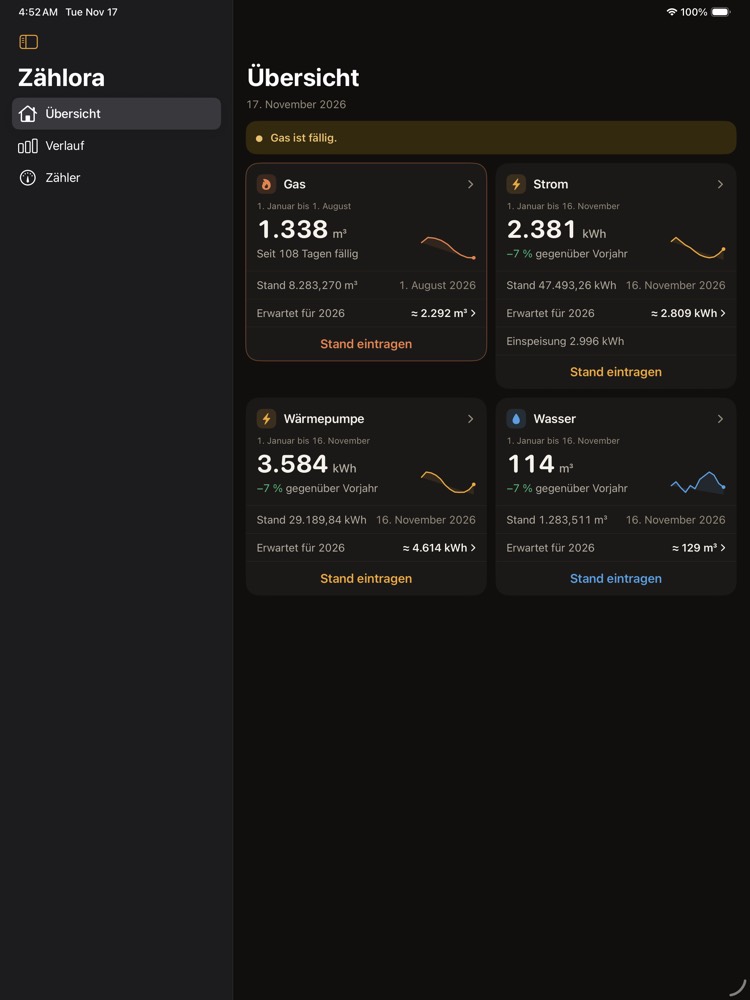 4:52 AM Tue Nov 17
100%
Zählora
Übersicht
Verlauf
Zähler
Übersicht
17. November 2026
Gas ist fällig.
Gas
1. Januar bis 1. August
1.338 m³
Seit 108 Tagen fällig
Stand 8.283,270 m³ 1. August 2026
Erwartet für 2026 ≈ 2.292 m³
Stand eintragen
Strom
1. Januar bis 16. November
2.381 kWh
−7 % gegenüber Vorjahr
Stand 47.493,26 kWh 16. November 2026
Erwartet für 2026 ≈ 2.809 kWh
Einspeisung 2.996 kWh
Stand eintragen
Wärmepumpe
1. Januar bis 16. November
3.584 kWh
−7 % gegenüber Vorjahr
Stand 29.189,84 kWh 16. November 2026
Erwartet für 2026 ≈ 4.614 kWh
Stand eintragen
Wasser
1. Januar bis 16. November
114 m³
−7 % gegenüber Vorjahr
Stand 1.283,511 m³ 16. November 2026
Erwartet für 2026 ≈ 129 m³
Stand eintragen